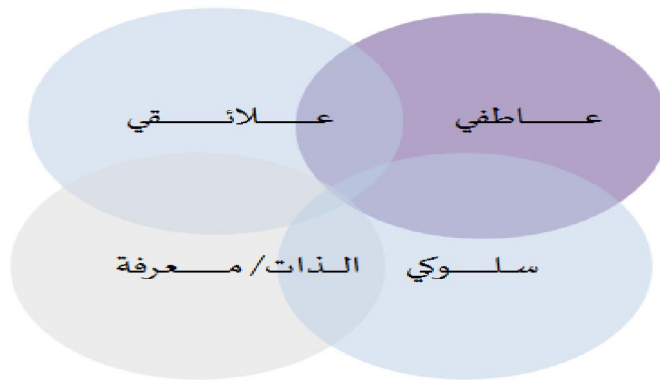 عاطفي
علائقي
سلوكي
الذات/ معرفة